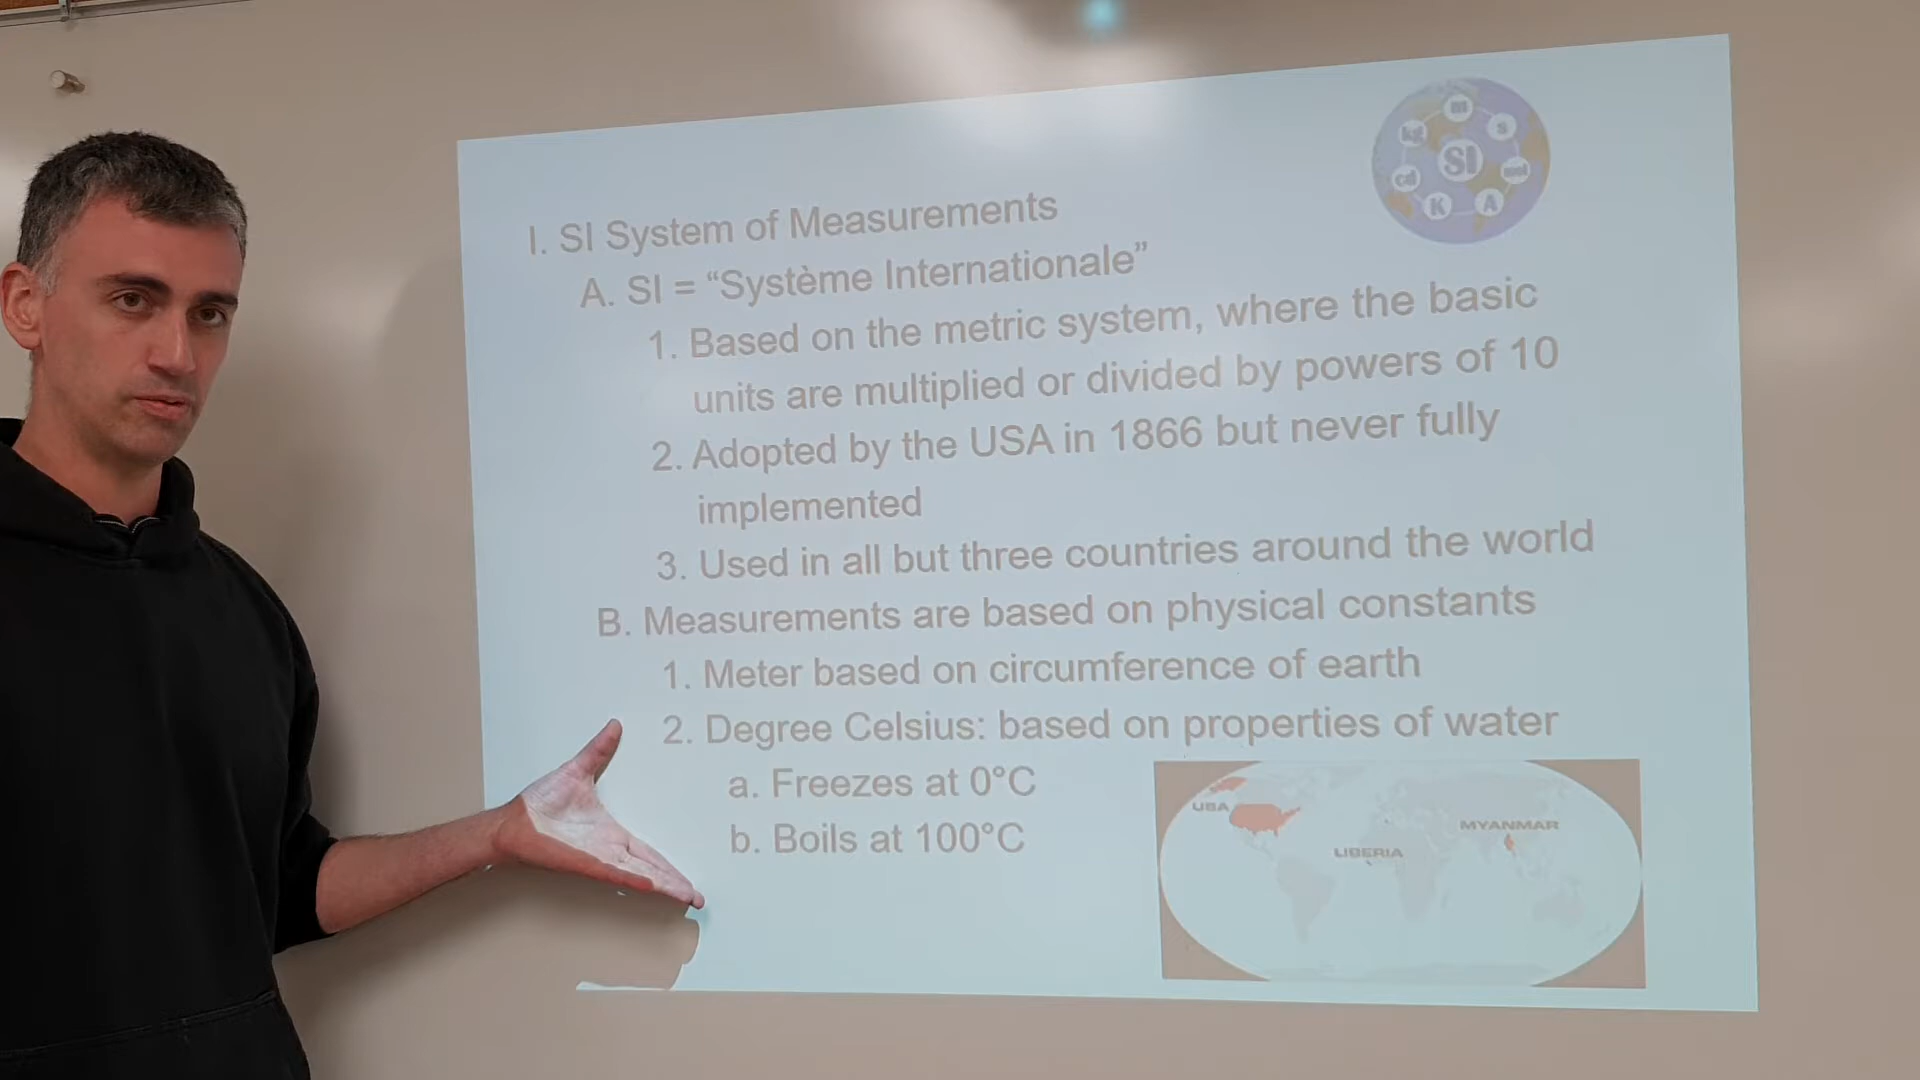 I. SI System of Measurements
A. SI = “Système Internationale”
1. Based on the metric system, where the basic
units are multiplied or divided by powers of 10
2. Adopted by the USA in 1866 but never fully
implemented
3. Used in all but three countries around the world
B. Measurements are based on physical constants
1. Meter based on circumference of earth
2. Degree Celsius: based on properties of water
a. Freezes at 0°C
b. Boils at 100°C
m
kg
s
SI
cd
mol
K
A
USA
MYANMAR
LIBERIA